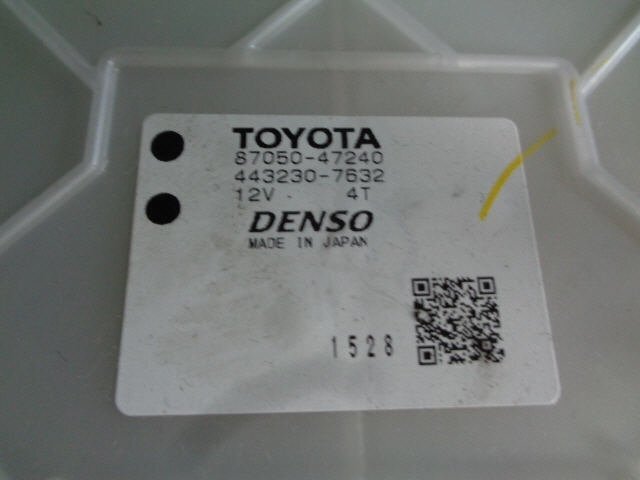 TOYOTA
87050-47240
443230-7632
12V 4T
DENSO
MADE IN JAPAN
1528